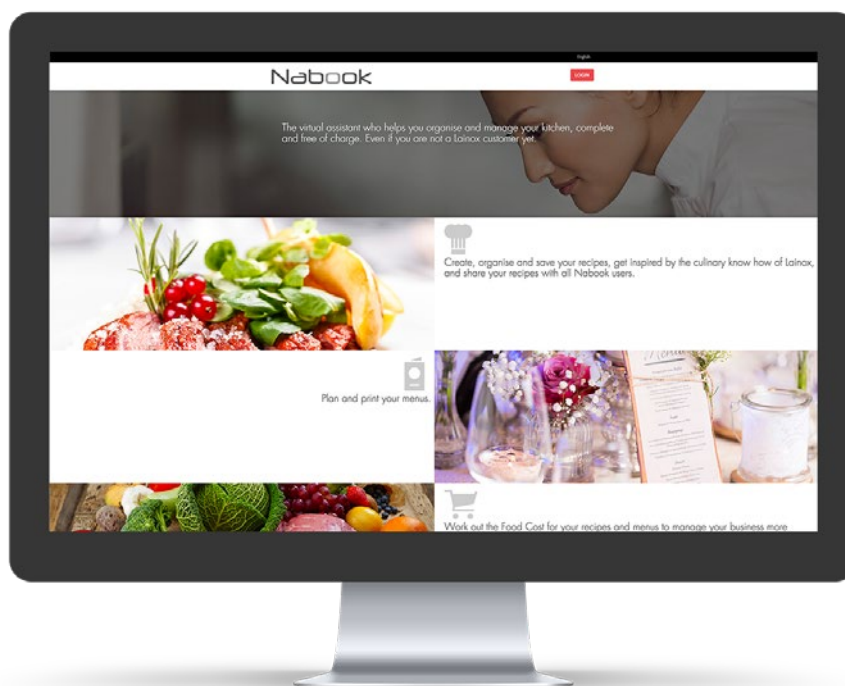 English
Nabook
LOGIN
The virtual assistant who helps you organise and manage your kitchen, complete
and free of charge. Even if you are not a Lainox customer yet.
Create, organise and save your recipes, get inspired by the culinary know how of Lainox,
and share your recipes with all Nabook users.
Plan and print your menus.
Menu
Work out the Food Cost for your recipes and menus to manage your business more